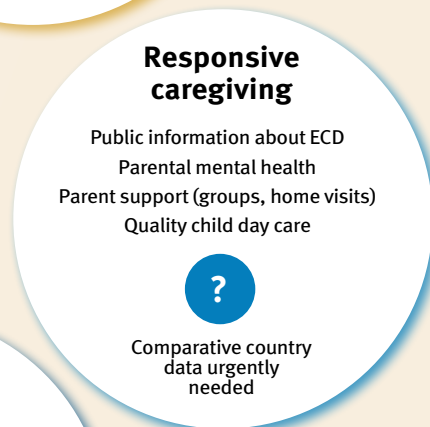 Responsive
caregiving
Public information about ECD
Parental mental health
Parent support (groups, home visits)
Quality child day care
?
Comparative country
data urgently
needed